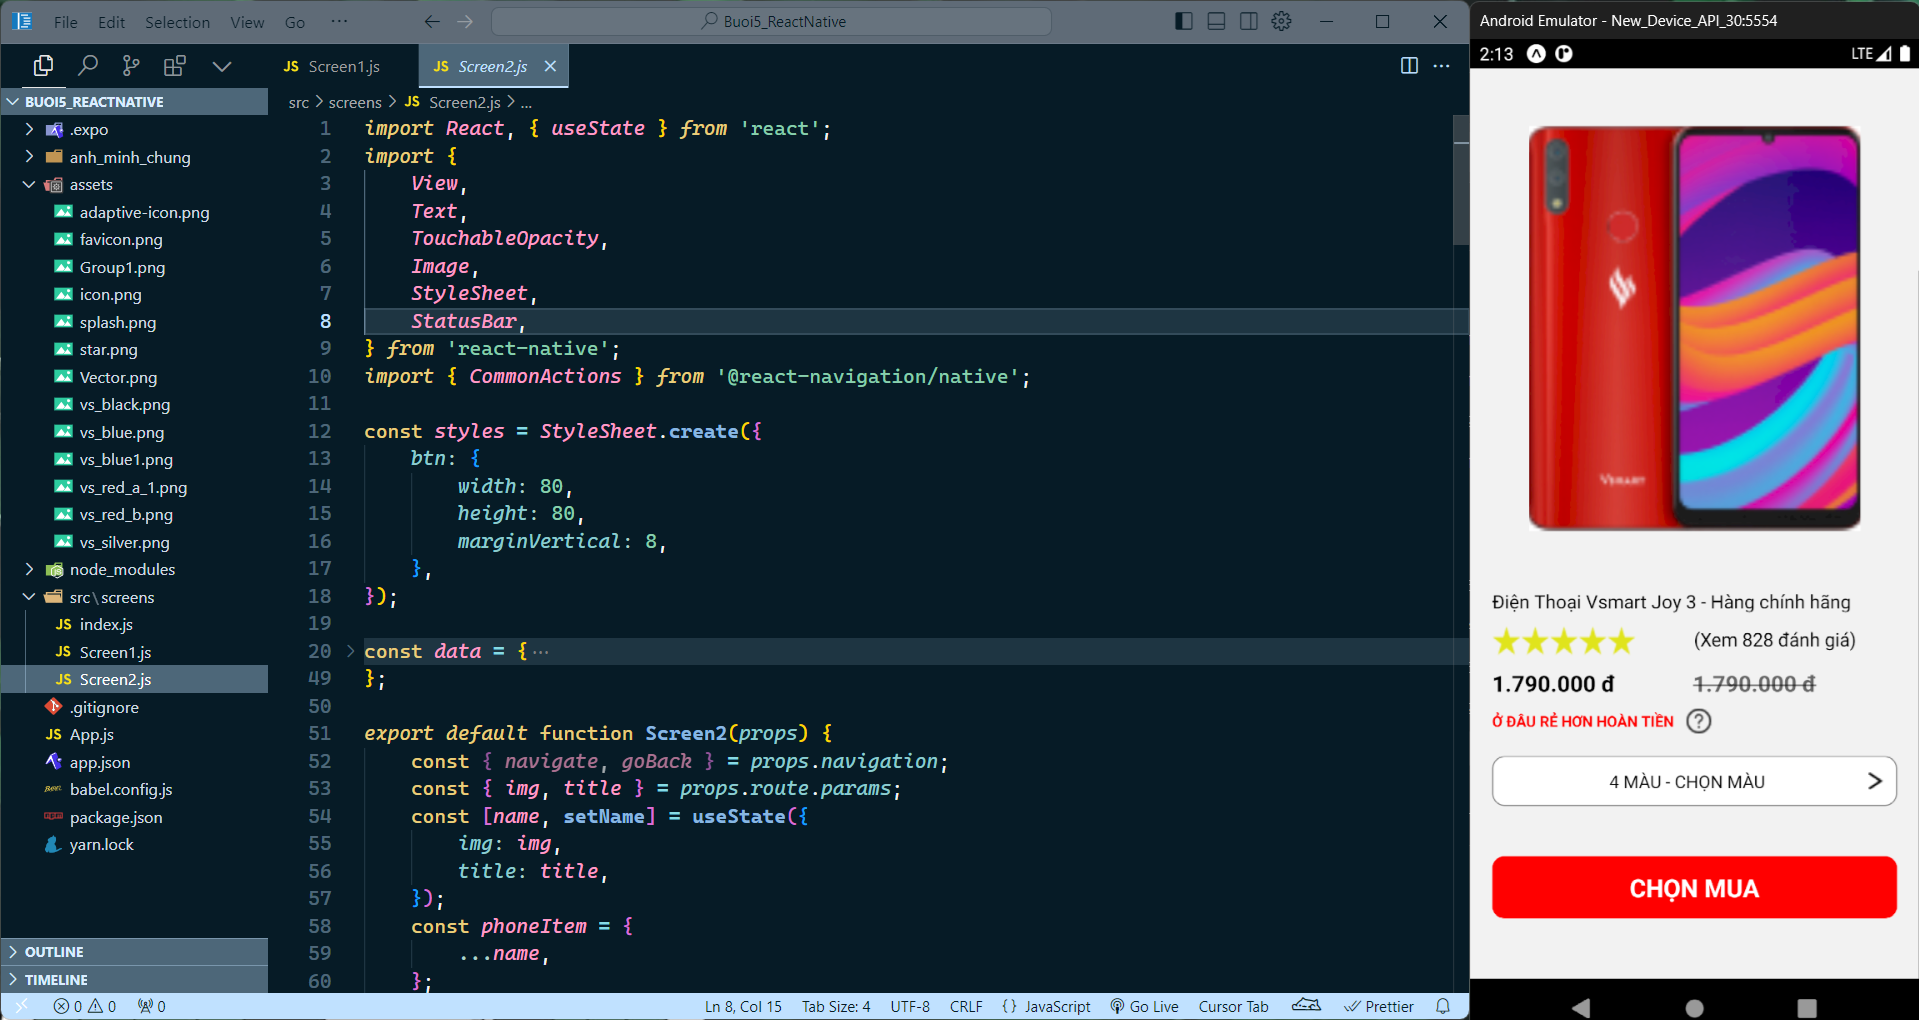 File Edit Selection View Go ···
Buoi5_ReactNative
Android Emulator - New_Device_API_30:5554
2:13
LTE
JS Screen1.js
JS Screen2.js
BUOI5_REACTNATIVE
.expo
anh_minh_chung
assets
adaptive-icon.png
favicon.png
Group1.png
icon.png
splash.png
star.png
Vector.png
vs_black.png
vs_blue.png
vs_blue1.png
vs_red_a_1.png
vs_red_b.png
vs_silver.png
node_modules
src\screens
JS index.js
JS Screen1.js
JS Screen2.js
.gitignore
JS App.js
app.json
babel.config.js
package.json
yarn.lock
OUTLINE
TIMELINE
src > screens > JS Screen2.js > ...
1 import React, { useState } from 'react';
2 import {
3 View,
4 Text,
5 TouchableOpacity,
6 Image,
7 StyleSheet,
8 StatusBar,
9 } from 'react-native';
10 import { CommonActions } from '@react-navigation/native';
11
12 const styles = StyleSheet.create({
13 btn: {
14 width: 80,
15 height: 80,
16 marginVertical: 8,
17 },
18 });
19
20 const data = {···
49 };
50
51 export default function Screen2(props) {
52 const { navigate, goBack } = props.navigation;
53 const { img, title } = props.route.params;
54 const [name, setName] = useState({
55 img: img,
56 title: title,
57 });
58 const phoneItem = {
59 ...name,
60 };
VSMART
Điện Thoại Vsmart Joy 3 - Hàng chính hãng
(Xem 828 đánh giá)
1.790.000 đ 1.790.000 đ
Ở ĐÂU RẺ HƠN HOÀN TIỀN ?
4 MÀU - CHỌN MÀU >
CHỌN MUA
0 0 0
Ln 8, Col 15 Tab Size: 4 UTF-8 CRLF {} JavaScript Go Live Cursor Tab Prettier